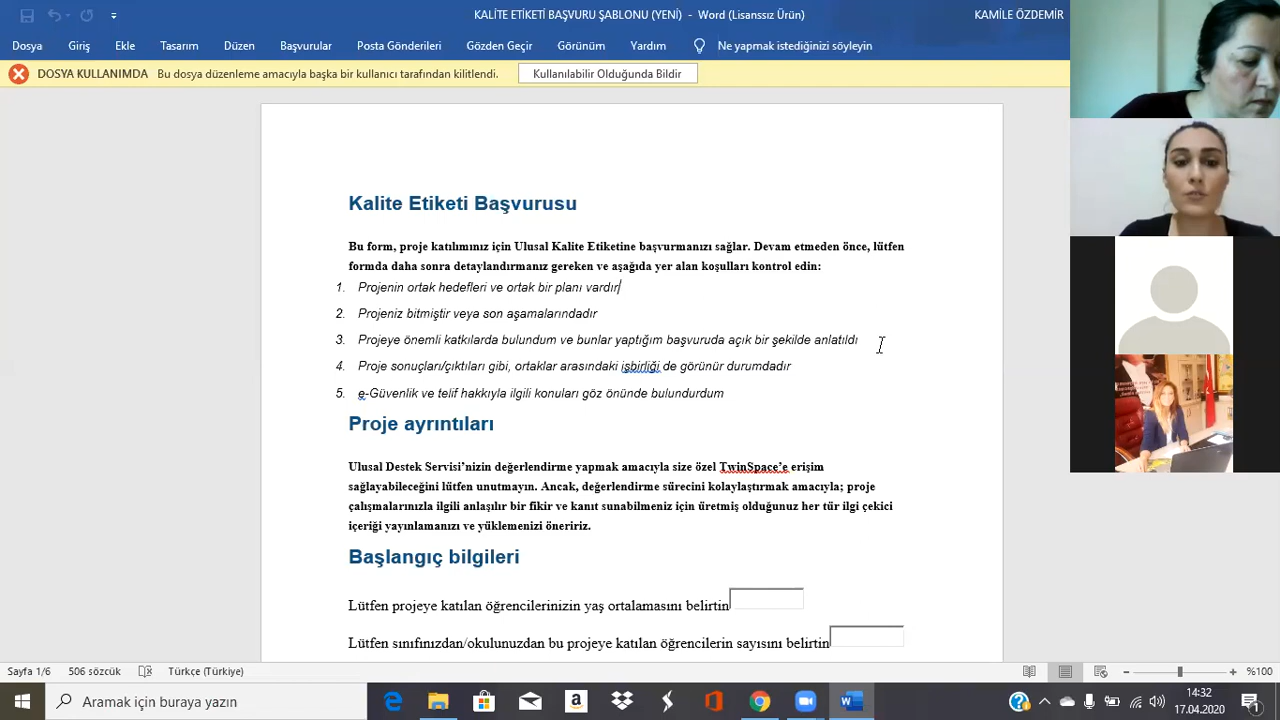 KALİTE ETİKETİ BAŞVURU ŞABLONU (YENİ) - Word (Lisanssız Ürün)
KAMİLE ÖZDEMİR
Dosya Giriş Ekle Tasarım Düzen Başvurular Posta Gönderileri Gözden Geçir Görünüm Yardım Ne yapmak istediğinizi söyleyin
DOSYA KULLANIMDA Bu dosya düzenleme amacıyla başka bir kullanıcı tarafından kilitlendi. Kullanılabilir Olduğunda Bildir
Kalite Etiketi Başvurusu
Bu form, proje katılımınız için Ulusal Kalite Etiketine başvurmanızı sağlar. Devam etmeden önce, lütfen
formda daha sonra detaylandırmanız gereken ve aşağıda yer alan koşulları kontrol edin:
1. Projenin ortak hedefleri ve ortak bir planı vardır
2. Projeniz bitmiştir veya son aşamalarındadır
3. Projeye önemli katkılarda bulundum ve bunlar yaptığım başvuruda açık bir şekilde anlatıldı
4. Proje sonuçları/çıktıları gibi, ortaklar arasındaki işbirliği de görünür durumdadır
5. e-Güvenlik ve telif hakkıyla ilgili konuları göz önünde bulundurdum
Proje ayrıntıları
Ulusal Destek Servisi’nizin değerlendirme yapmak amacıyla size özel TwinSpace’e erişim
sağlayabileceğini lütfen unutmayın. Ancak, değerlendirme sürecini kolaylaştırmak amacıyla; proje
çalışmalarınızla ilgili anlaşılır bir fikir ve kanıt sunabilmeniz için üretmiş olduğunuz her tür ilgi çekici
içeriği yayınlamanızı ve yüklemenizi öneririz.
Başlangıç bilgileri
Lütfen projeye katılan öğrencilerinizin yaş ortalamasını belirtin
Lütfen sınıfınızdan/okulunuzdan bu projeye katılan öğrencilerin sayısını belirtin
Sayfa 1/6 506 sözcük Türkçe (Türkiye) %100
Aramak için buraya yazın
14:32
17.04.2020